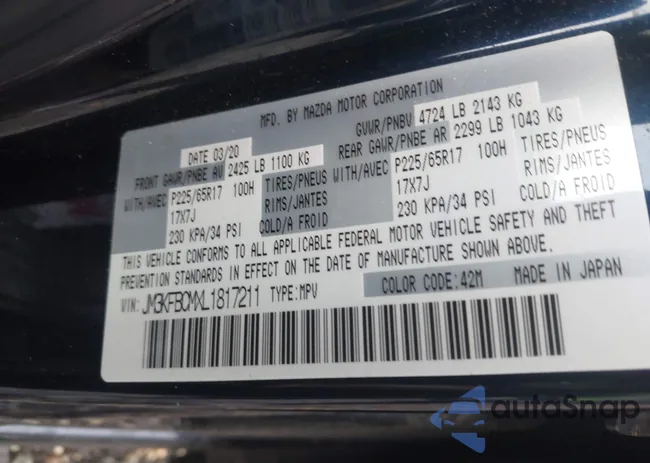 MFD. BY MAZDA MOTOR CORPORATION
DATE 03/20 GVWR/PNBV 4724 LB 2143 KG
FRONT GAWR/PNBE AV 2425 LB 1100 KG REAR GAWR/PNBE AR 2299 LB 1043 KG
WITH/AVEC P225/65R17 100H TIRES/PNEUS WITH/AVEC P225/65R17 100H TIRES/PNEUS
17X7J RIMS/JANTES 17X7J RIMS/JANTES
230 KPA/34 PSI COLD/A FROID 230 KPA/34 PSI COLD/A FROID
THIS VEHICLE CONFORMS TO ALL APPLICABLE FEDERAL MOTOR VEHICLE SAFETY AND THEFT
PREVENTION STANDARDS IN EFFECT ON THE DATE OF MANUFACTURE SHOWN ABOVE.
VIN: JM3KFBCMXL1817211 TYPE:MPV COLOR CODE:42M MADE IN JAPAN
autoSnap